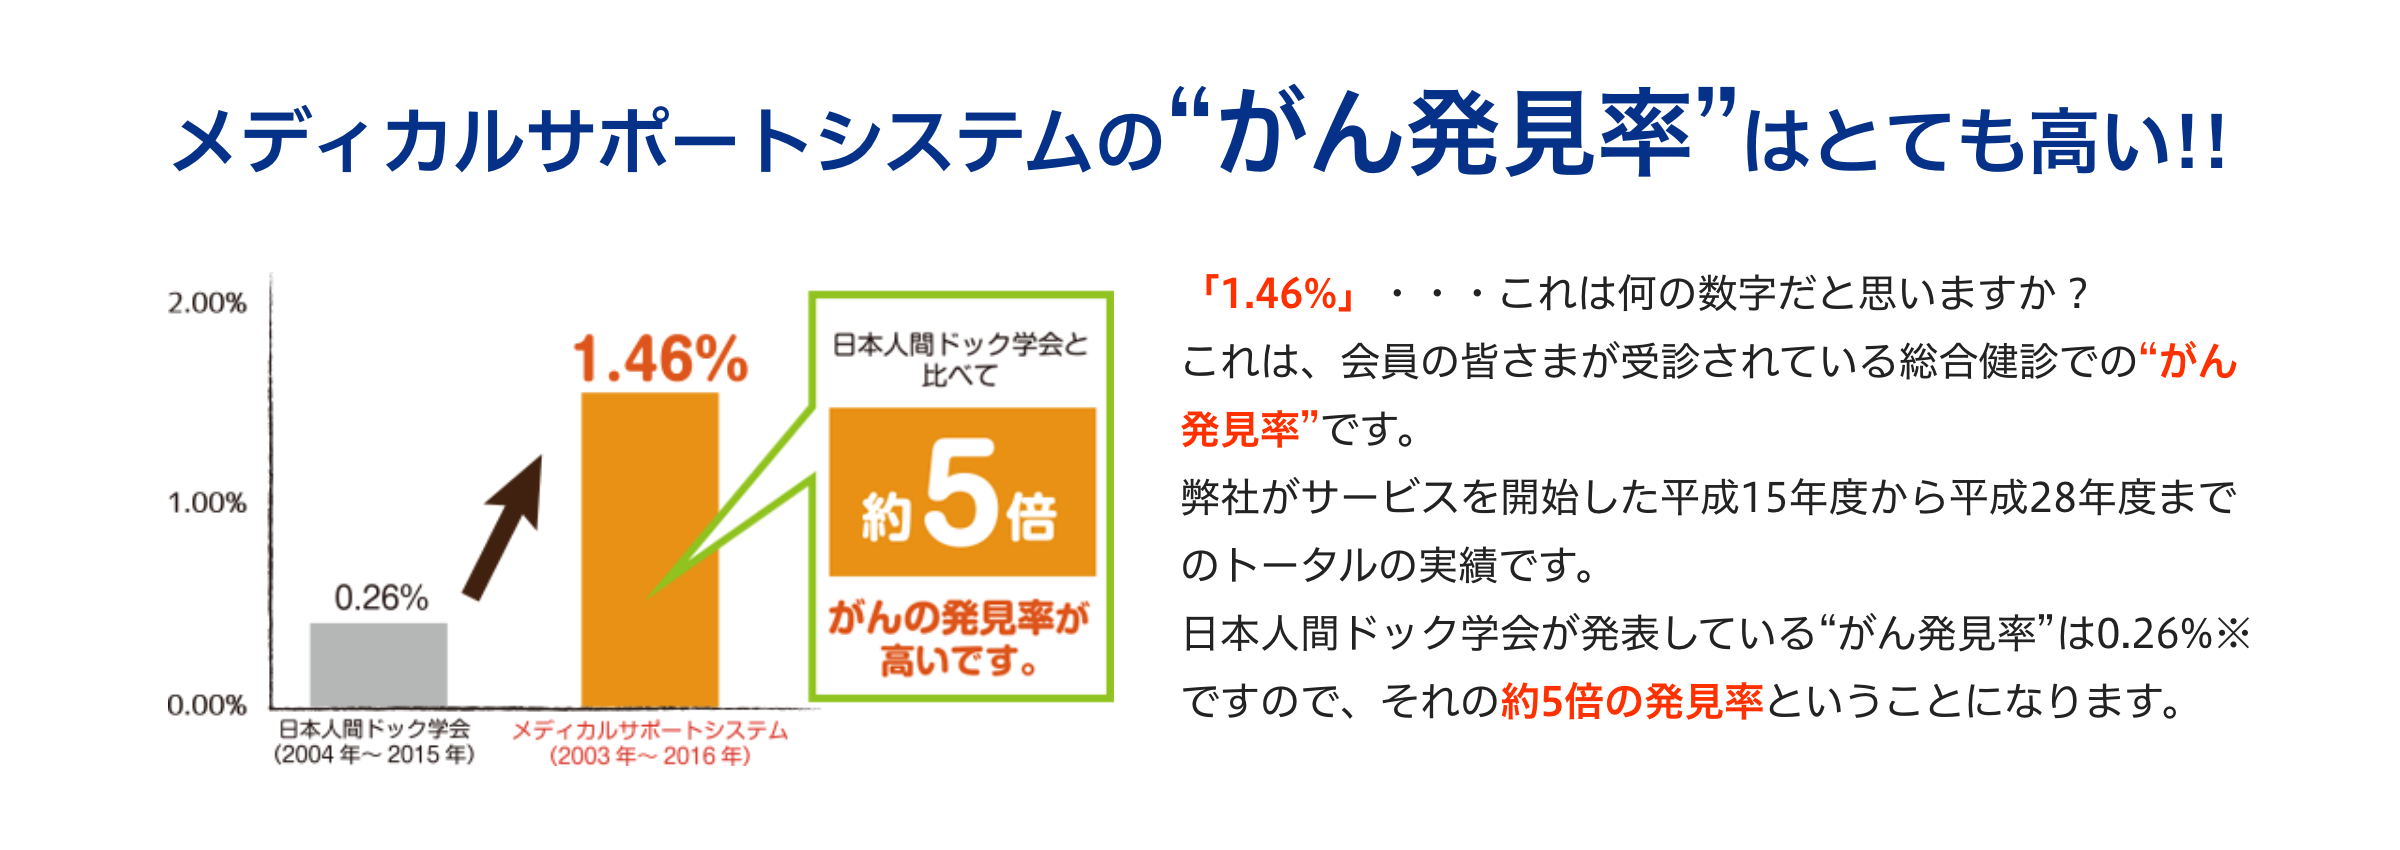 メディカルサポートシステムの“がん発見率”はとても高い!!
2.00%
1.00%
0.00%
0.26%
1.46%
日本人間ドック学会
(2004年～2015年)
メディカルサポートシステム
(2003年～2016年)
日本人間ドック学会と
比べて
約5倍
がんの発見率が
高いです。
「1.46%」・・・これは何の数字だと思いますか？
これは、会員の皆さまが受診されている総合健診での“がん
発見率”です。
弊社がサービスを開始した平成15年度から平成28年度まで
のトータルの実績です。
日本人間ドック学会が発表している“がん発見率”は0.26%※
ですので、それの約5倍の発見率ということになります。